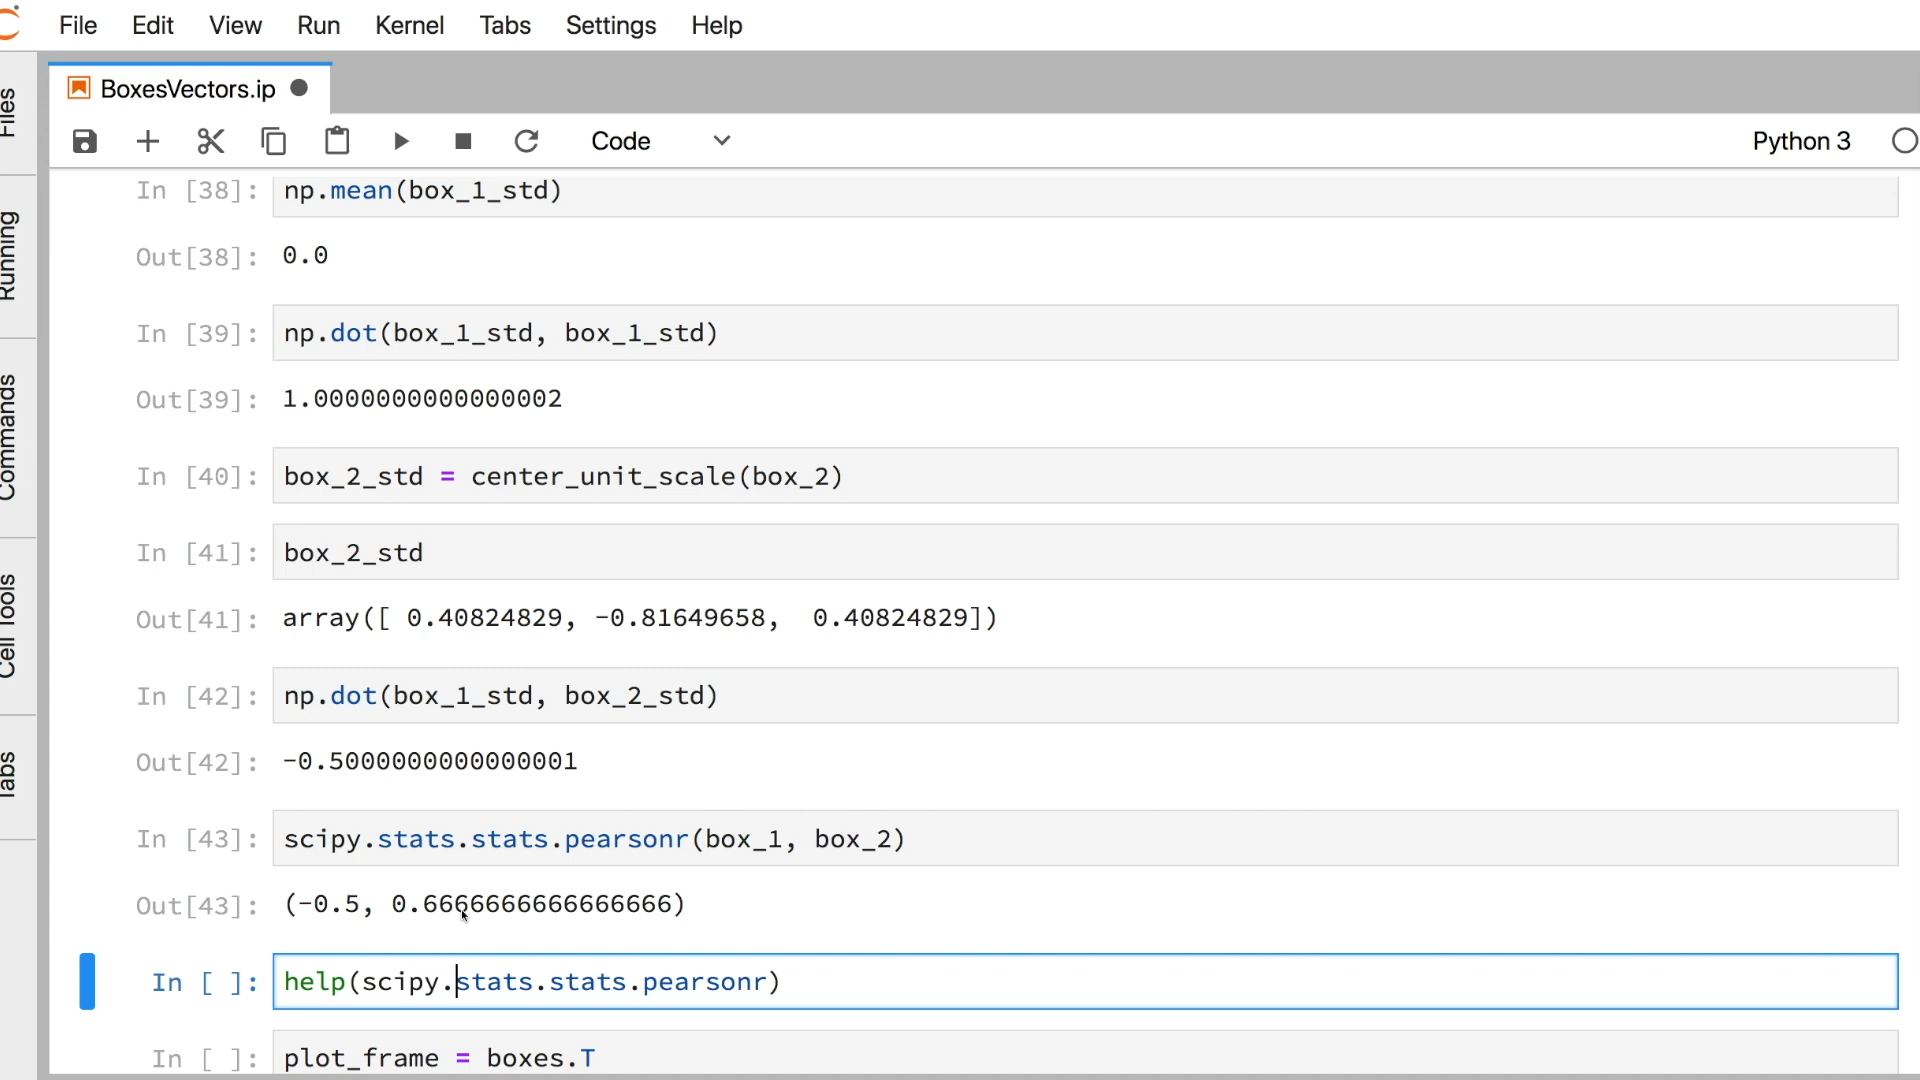 File Edit View Run Kernel Tabs Settings Help
BoxesVectors.ip
Code Python 3
Files
Running
Commands
Cell Tools
Tabs
In [38]: np.mean(box_1_std)
Out[38]: 0.0
In [39]: np.dot(box_1_std, box_1_std)
Out[39]: 1.0000000000000002
In [40]: box_2_std = center_unit_scale(box_2)
In [41]: box_2_std
Out[41]: array([ 0.40824829, -0.81649658,  0.40824829])
In [42]: np.dot(box_1_std, box_2_std)
Out[42]: -0.5000000000000001
In [43]: scipy.stats.stats.pearsonr(box_1, box_2)
Out[43]: (-0.5, 0.6666666666666666)
In [ ]: help(scipy.stats.stats.pearsonr)
In [ ]: plot_frame = boxes.T